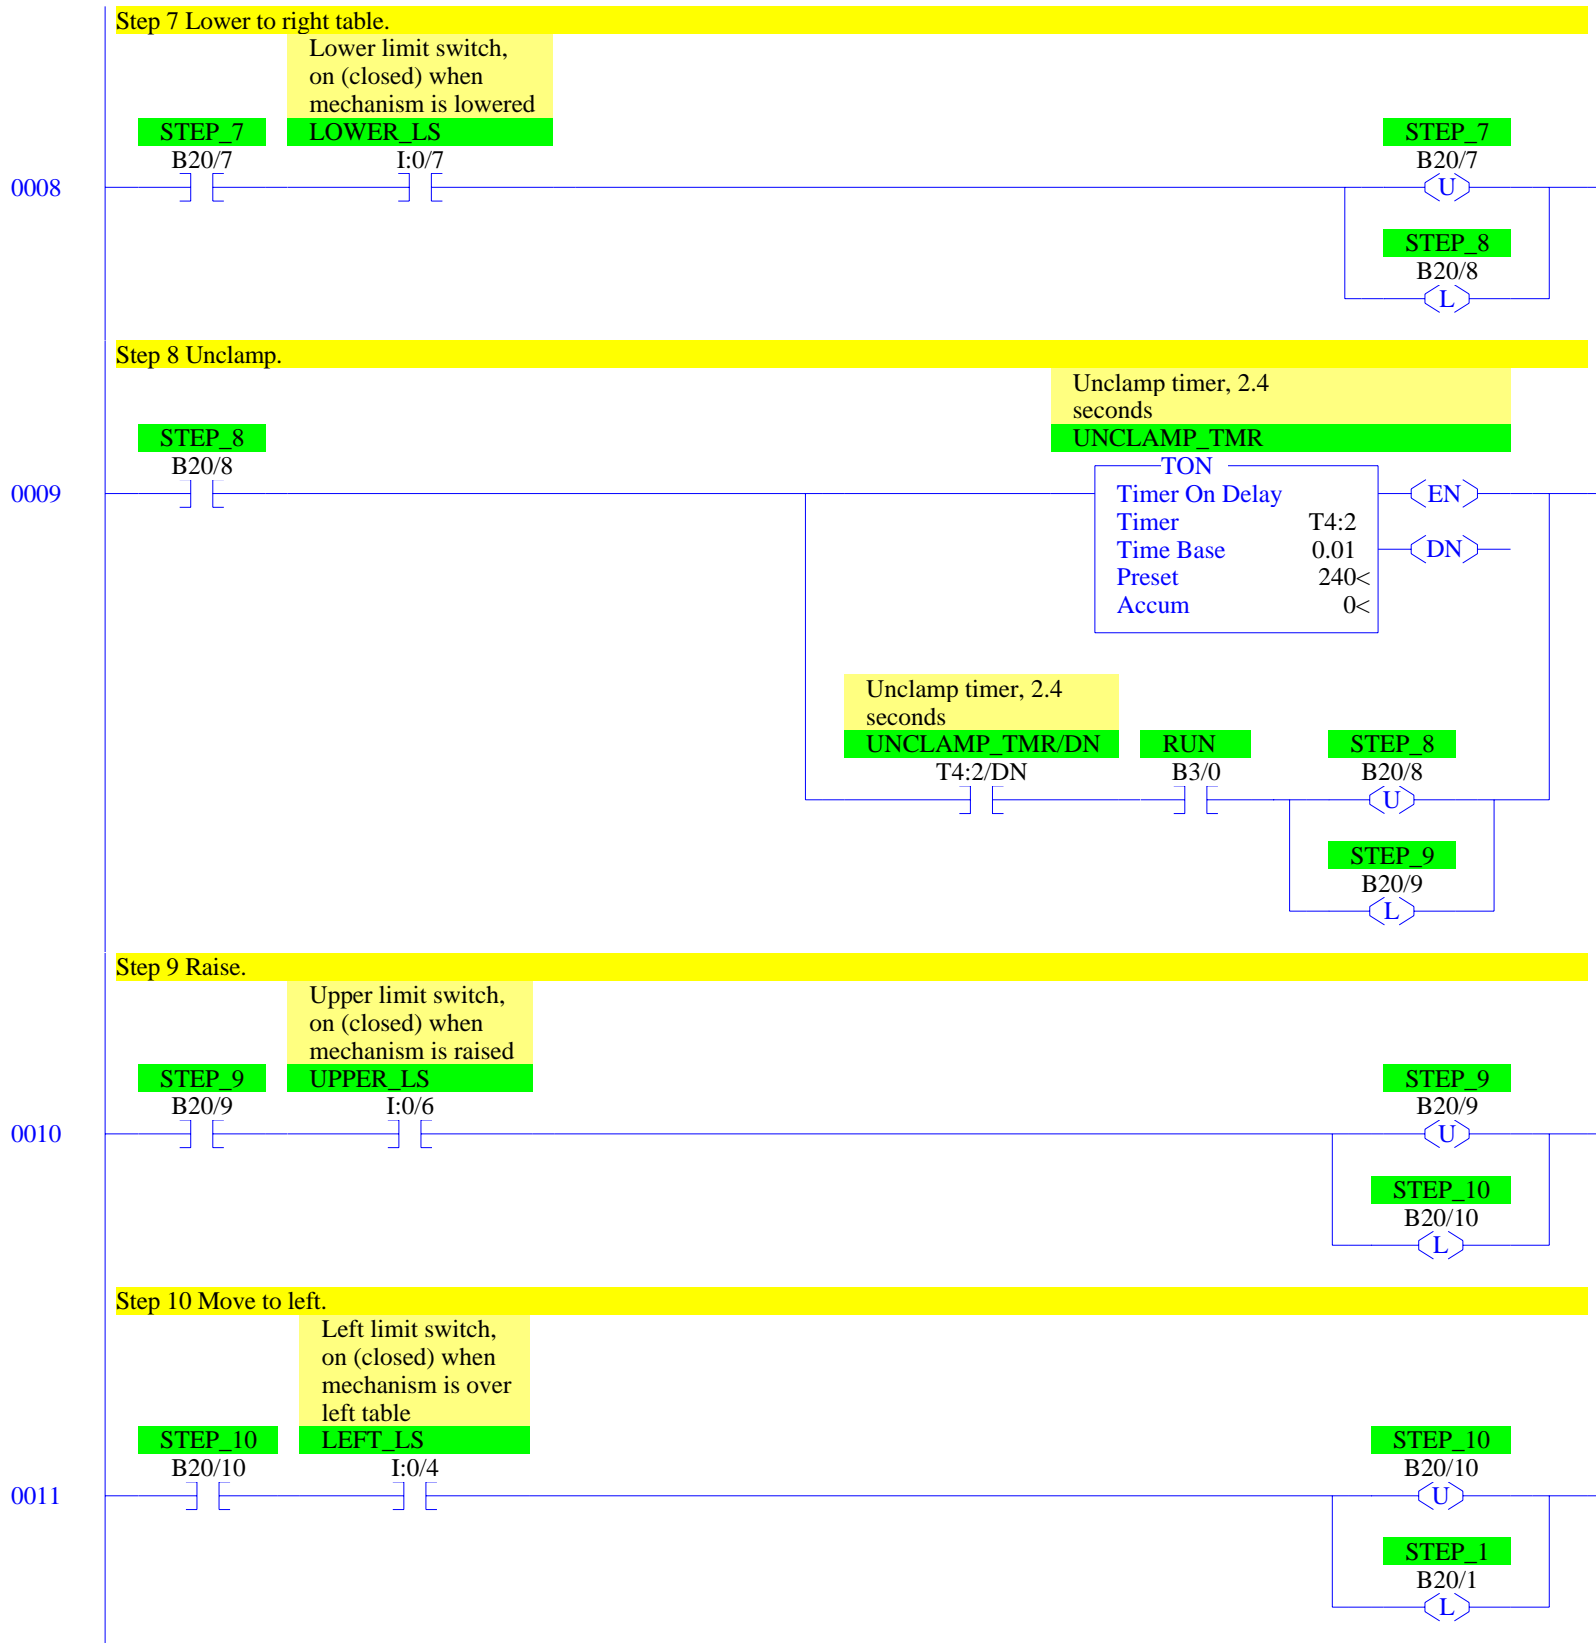 Step 7 Lower to right table.
Lower limit switch,
on (closed) when
mechanism is lowered
STEP_7 LOWER_LS STEP_7
B20/7 I:0/7 B20/7
0008 U
STEP_8
B20/8
L
Step 8 Unclamp.
Unclamp timer, 2.4
seconds
STEP_8 UNCLAMP_TMR
B20/8 TON
0009 Timer On Delay EN
Timer T4:2
Time Base 0.01 DN
Preset 240<
Accum 0<
Unclamp timer, 2.4
seconds
UNCLAMP_TMR/DN RUN STEP_8
T4:2/DN B3/0 B20/8
U
STEP_9
B20/9
L
Step 9 Raise.
Upper limit switch,
on (closed) when
mechanism is raised
STEP_9 UPPER_LS STEP_9
B20/9 I:0/6 B20/9
0010 U
STEP_10
B20/10
L
Step 10 Move to left.
Left limit switch,
on (closed) when
mechanism is over
left table
STEP_10 LEFT_LS STEP_10
B20/10 I:0/4 B20/10
0011 U
STEP_1
B20/1
L